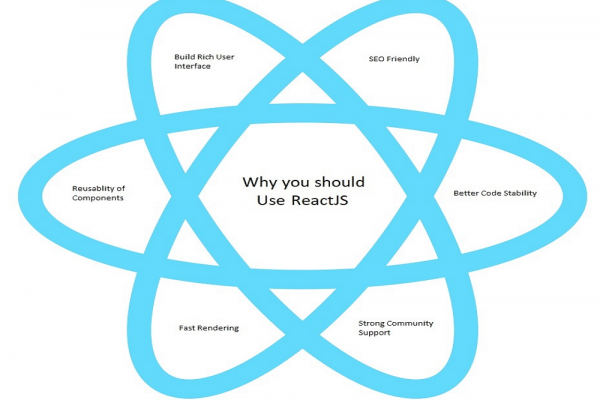 Build Rich User
Interface
SEO Friendly
Reusablity of
Components
Why you should
Use ReactJS
Better Code Stability
Fast Rendering
Strong Community
Support